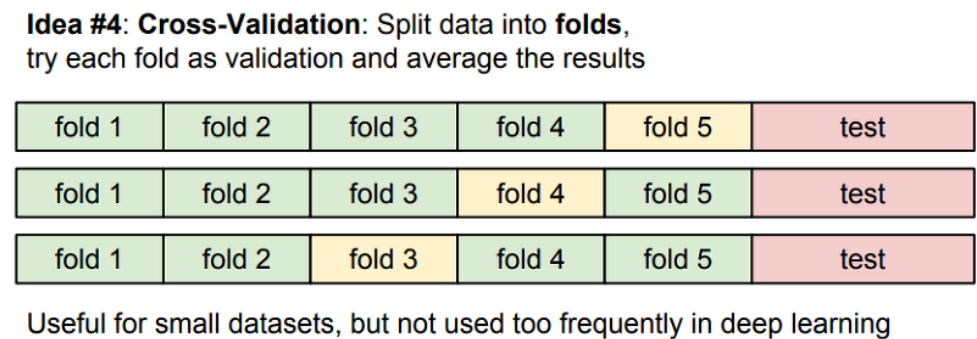 Idea #4: Cross-Validation: Split data into folds,
try each fold as validation and average the results
fold 1 fold 2 fold 3 fold 4 fold 5 test
fold 1 fold 2 fold 3 fold 4 fold 5 test
fold 1 fold 2 fold 3 fold 4 fold 5 test
Useful for small datasets, but not used too frequently in deep learning